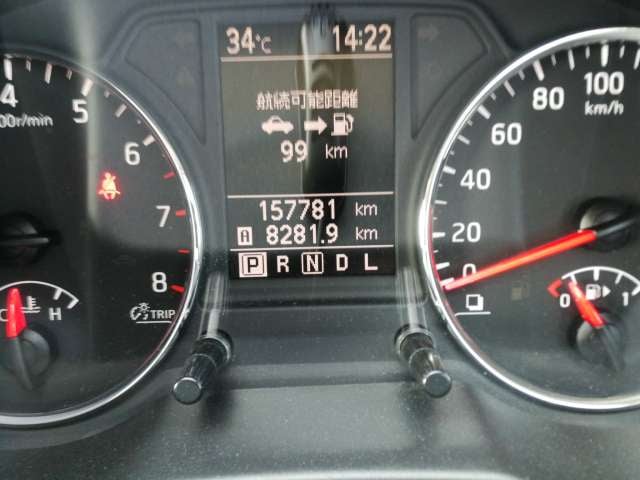 34℃ 14:22
航続可能距離
99 km
157781 km
A 8281.9 km
P R N D L
4
5
6
7
8
00r/min
TRIP
C H
0
20
40
60
80
100
km/h
0 1